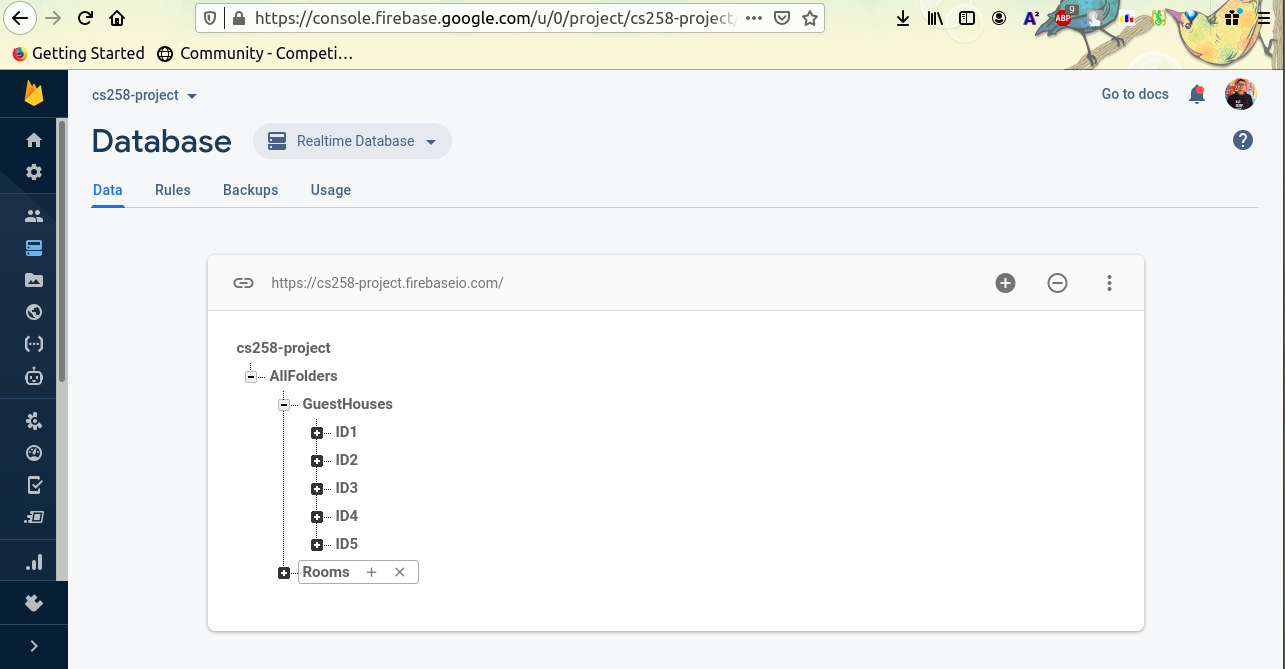 https://console.firebase.google.com/u/0/project/cs258-project/
ABP 9
Getting Started Community - Competi...
cs258-project Go to docs
Database Realtime Database ?
Data Rules Backups Usage
https://cs258-project.firebaseio.com/
cs258-project
AllFolders
GuestHouses
ID1
ID2
ID3
ID4
ID5
Rooms